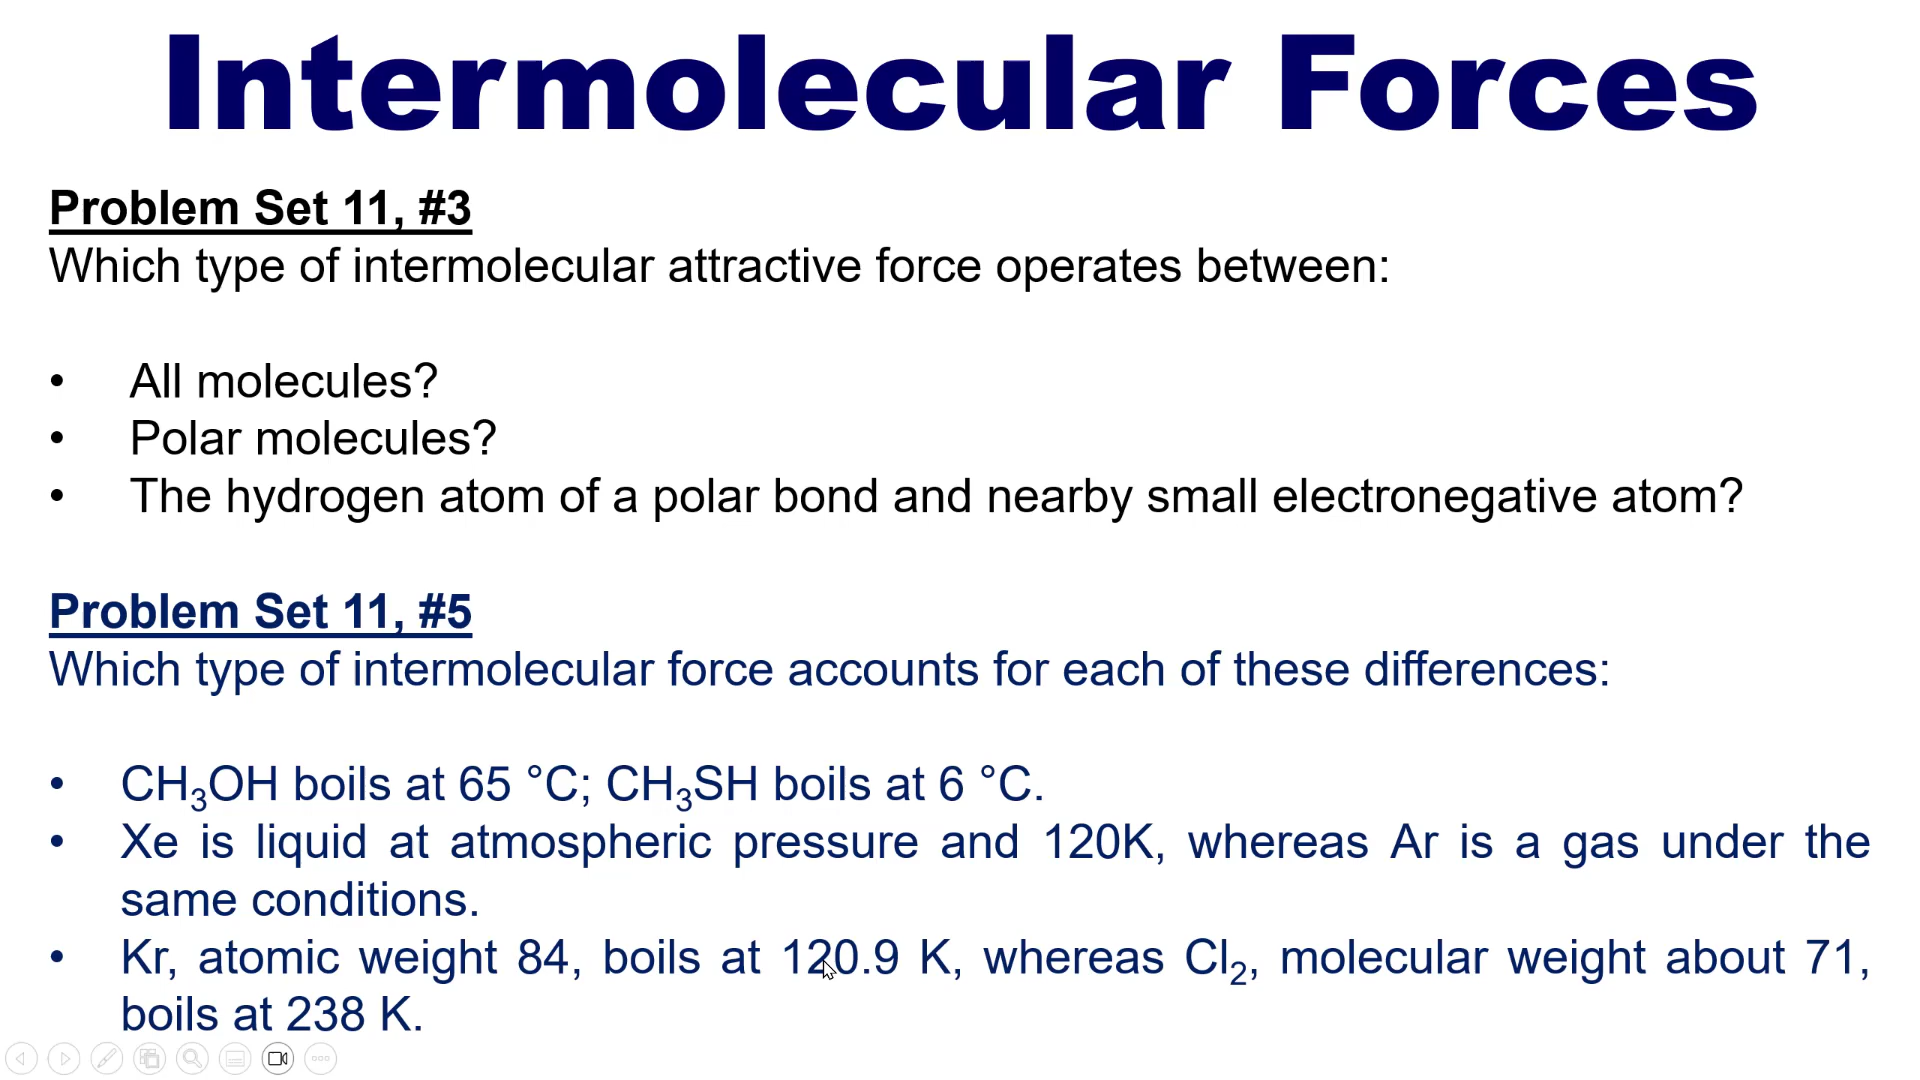 Intermolecular Forces
Problem Set 11, #3
Which type of intermolecular attractive force operates between:
• All molecules?
• Polar molecules?
• The hydrogen atom of a polar bond and nearby small electronegative atom?
Problem Set 11, #5
Which type of intermolecular force accounts for each of these differences:
• CH₃OH boils at 65 °C; CH₃SH boils at 6 °C.
• Xe is liquid at atmospheric pressure and 120K, whereas Ar is a gas under the
same conditions.
• Kr, atomic weight 84, boils at 120.9 K, whereas Cl₂, molecular weight about 71,
boils at 238 K.